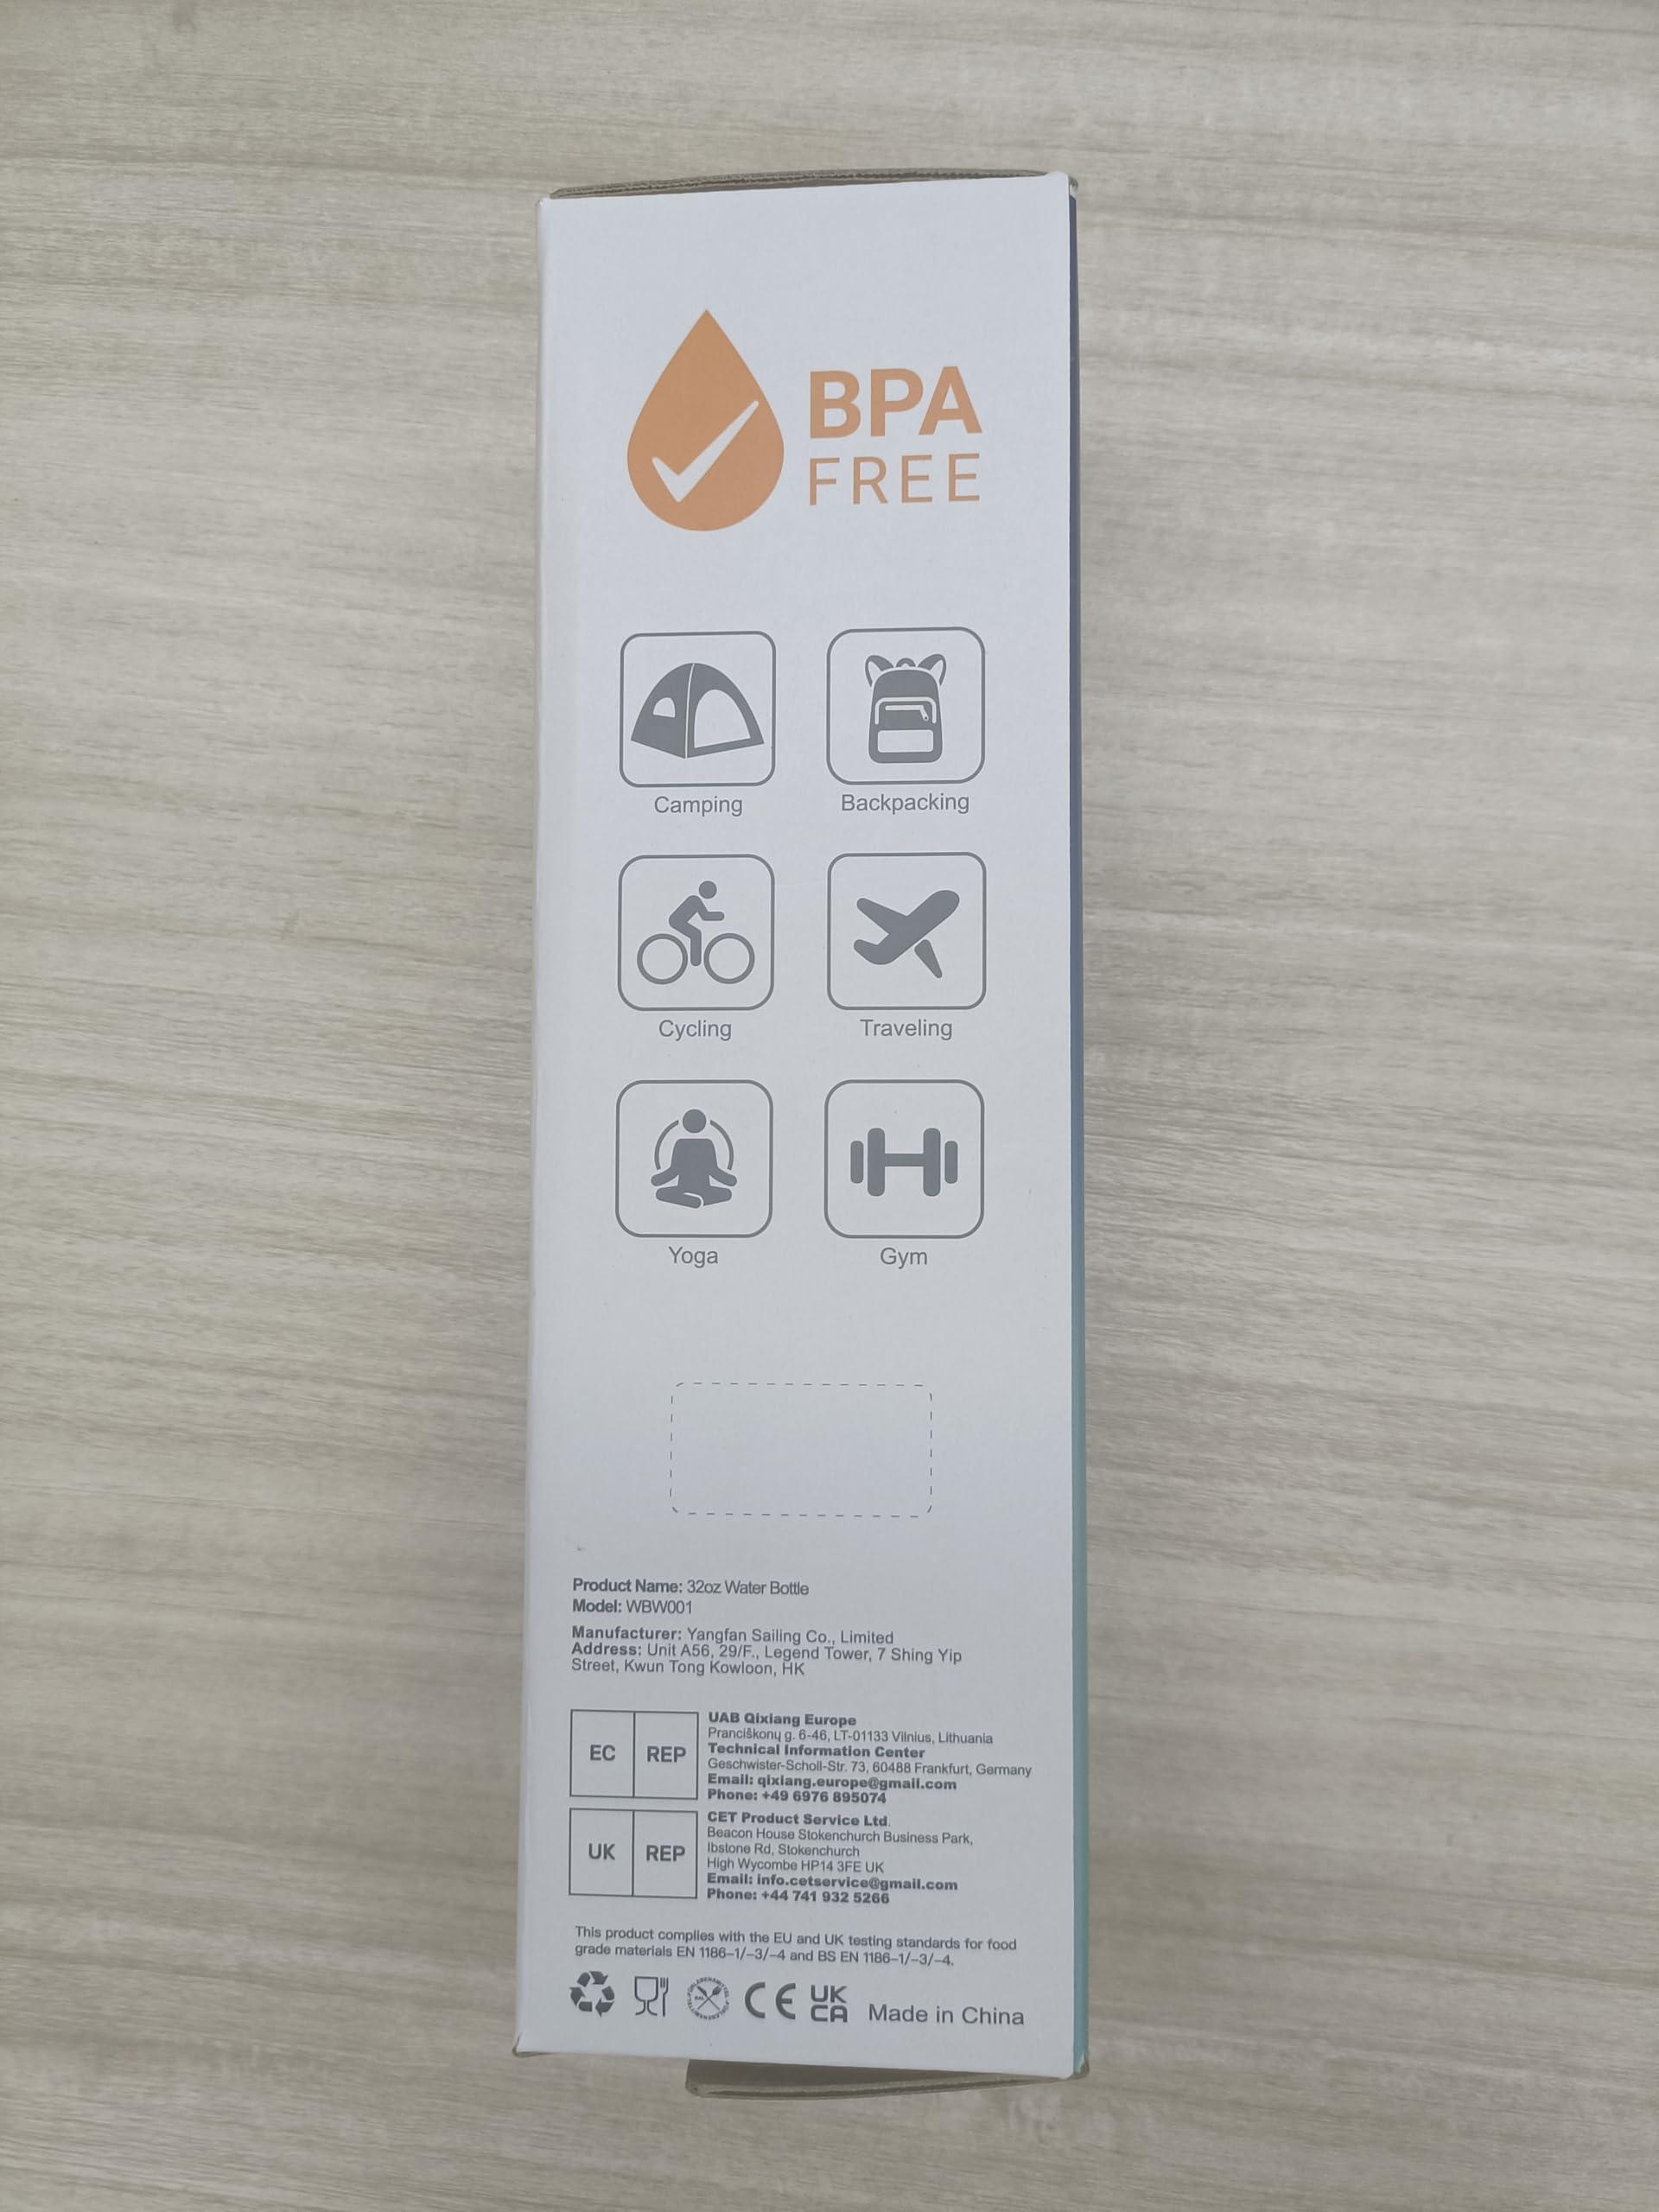 BPA
FREE
Camping
Backpacking
Cycling
Traveling
Yoga
Gym
Product Name: 32oz Water Bottle
Model: WBW001
Manufacturer: Yangfan Sailing Co., Limited
Address: Unit A56, 29/F., Legend Tower, 7 Shing Yip
Street, Kwun Tong Kowloon, HK
EC REP
UAB Qixiang Europe
Pranciškonų g. 6-46, LT-01133 Vilnius, Lithuania
Technical Information Center
Geschwister-Scholl-Str. 73, 60488 Frankfurt, Germany
Email: qixiang.europe@gmail.com
Phone: +49 6976 895074
UK REP
CET Product Service Ltd.
Beacon House Stokenchurch Business Park,
Ibstone Rd, Stokenchurch
High Wycombe HP14 3FE UK
Email: info.cetservice@gmail.com
Phone: +44 741 932 5266
This product complies with the EU and UK testing standards for food
grade materials EN 1186-1/-3/-4 and BS EN 1186-1/-3/-4.
CE
UK
CA
Made in China